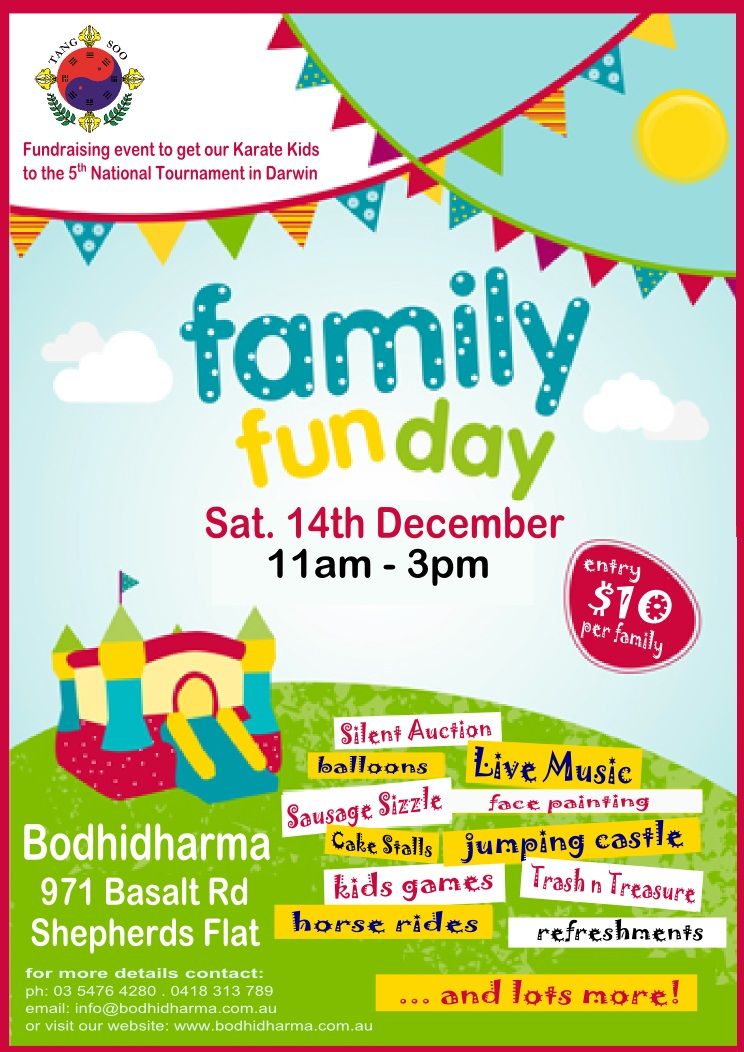 TANG SOO
Fundraising event to get our Karate Kids
to the 5th National Tournament in Darwin
family
fun day
Sat. 14th December
11am - 3pm
entry
$10
per family
Silent Auction
balloons
Live Music
Sausage Sizzle
face painting
Cake Stalls
jumping castle
kids games
Trash n Treasure
horse rides
refreshments
... and lots more!
Bodhidharma
971 Basalt Rd
Shepherds Flat
for more details contact:
ph: 03 5476 4280 . 0418 313 789
email: info@bodhidharma.com.au
or visit our website: www.bodhidharma.com.au